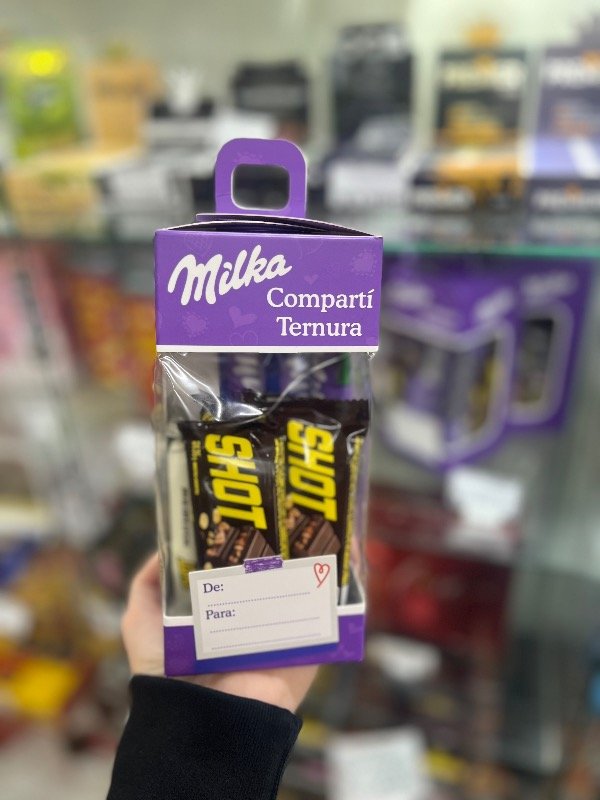 Milka
Compartí
Ternura
SHOT
SHOT
De:
Para: